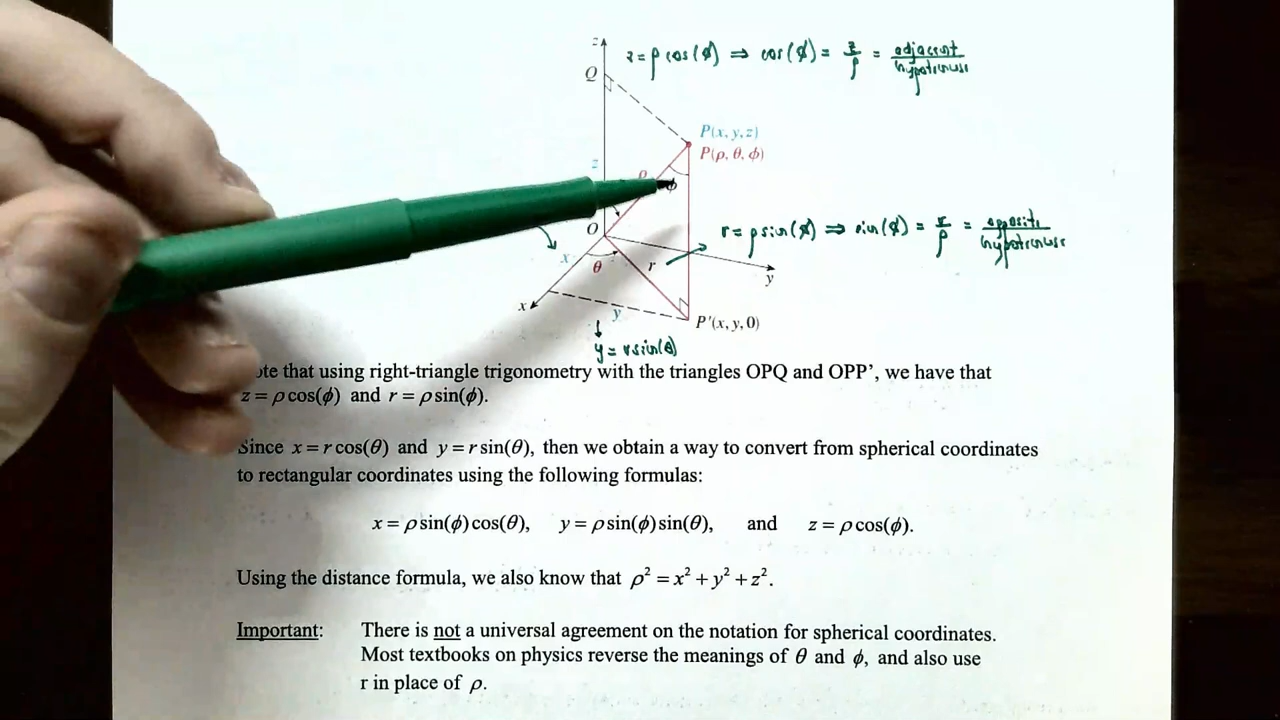 z
z = ρ cos(ϕ) ⇒ cos(ϕ) = z/ρ = adjacent/hypotenuse
Q
P(x, y, z)
P(ρ, θ, ϕ)
z
ρ
ϕ
O
r = ρ sin(ϕ) ⇒ sin(ϕ) = r/ρ = opposite/hypotenuse
x
θ
r
y
x
y
P'(x, y, 0)
y = r sin(θ)
that using right-triangle trigonometry with the triangles OPQ and OPP', we have that
z = ρ cos(ϕ) and r = ρ sin(ϕ).
Since x = r cos(θ) and y = r sin(θ), then we obtain a way to convert from spherical coordinates
to rectangular coordinates using the following formulas:
x = ρ sin(ϕ) cos(θ), y = ρ sin(ϕ) sin(θ), and z = ρ cos(ϕ).
Using the distance formula, we also know that ρ² = x² + y² + z².
Important: There is not a universal agreement on the notation for spherical coordinates.
Most textbooks on physics reverse the meanings of θ and ϕ, and also use
r in place of ρ.